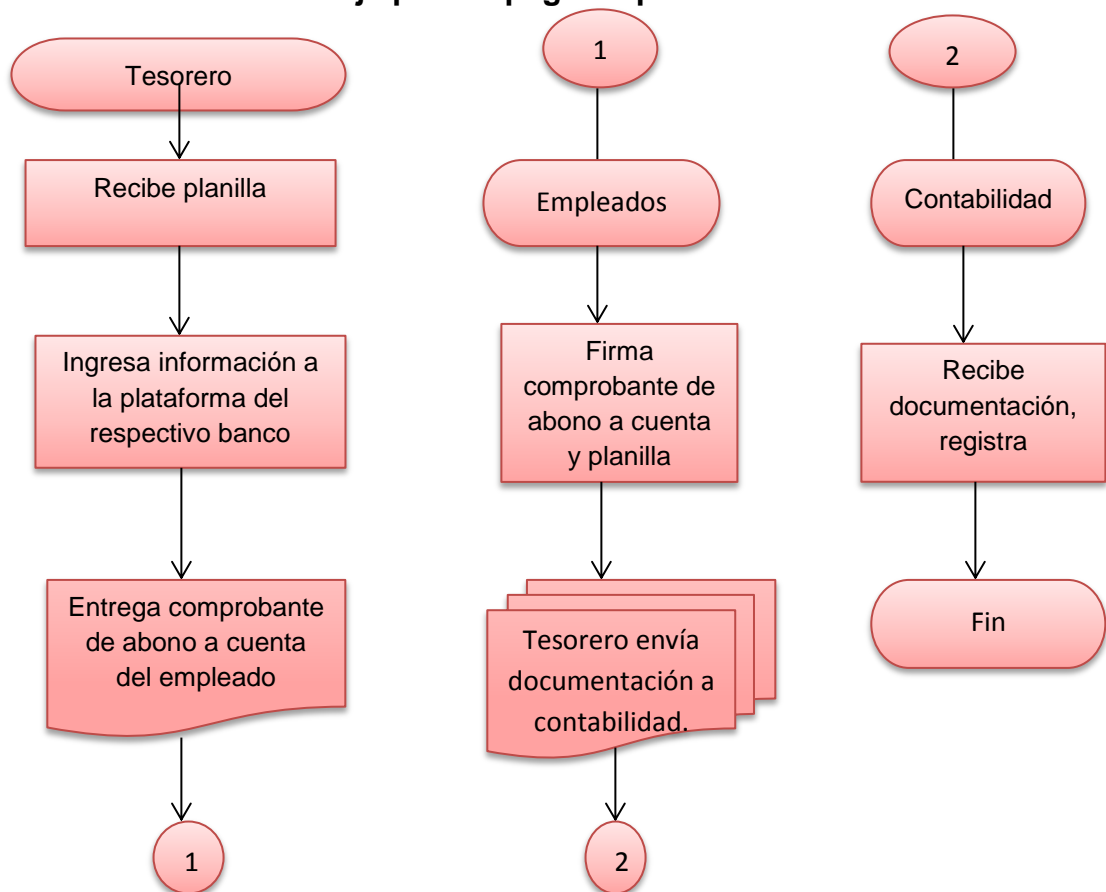 Tesorero
Recibe planilla
Ingresa información a
la plataforma del
respectivo banco
Entrega comprobante
de abono a cuenta
del empleado
1
1
Empleados
Firma
comprobante de
abono a cuenta
y planilla
Tesorero envía
documentación a
contabilidad.
2
2
Contabilidad
Recibe
documentación,
registra
Fin